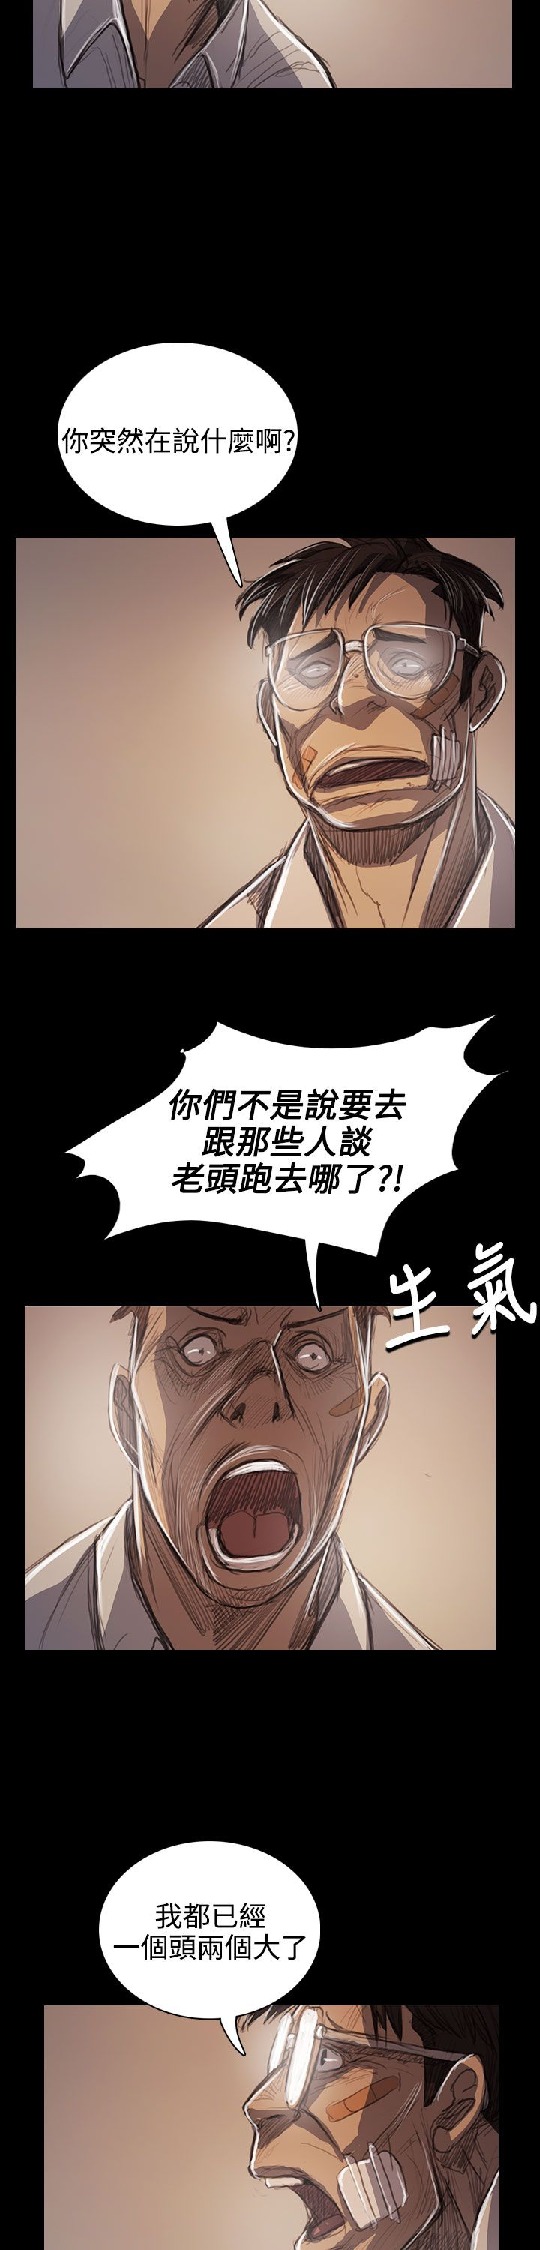 你突然在說什麼啊?
你們不是說要去
跟那些人談
老頭跑去哪了?!
生氣
我都已經
一個頭兩個大了